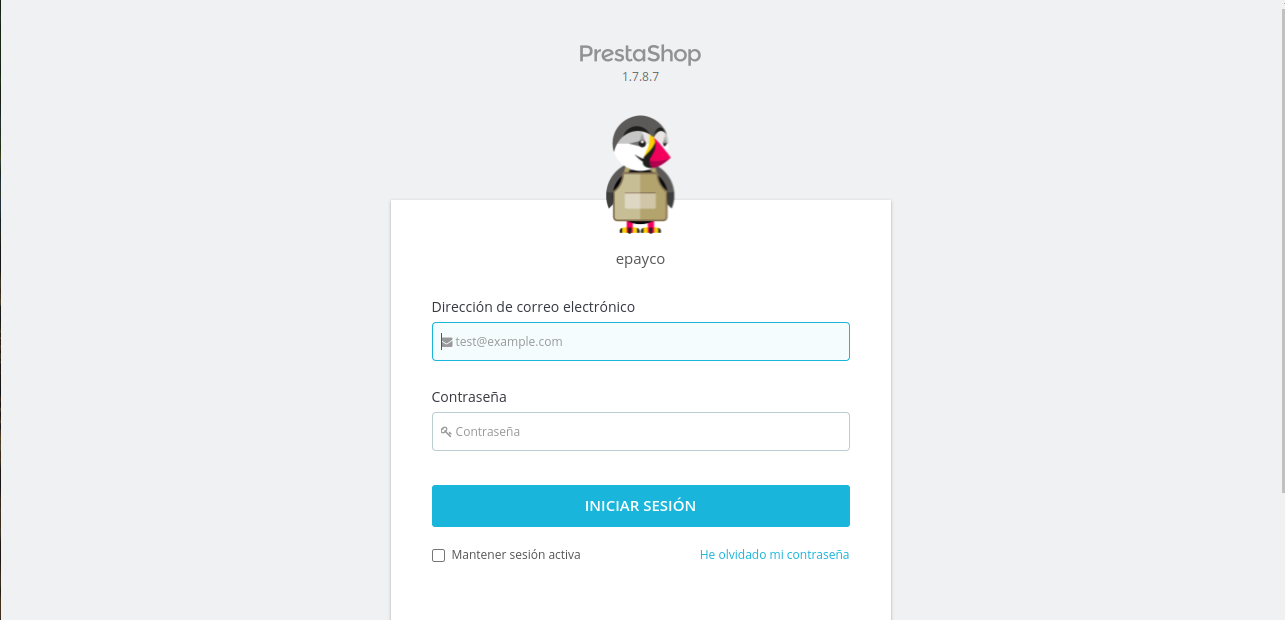 PrestaShop
1.7.8.7
epayco
Dirección de correo electrónico
test@example.com
Contraseña
Contraseña
INICIAR SESIÓN
Mantener sesión activa He olvidado mi contraseña